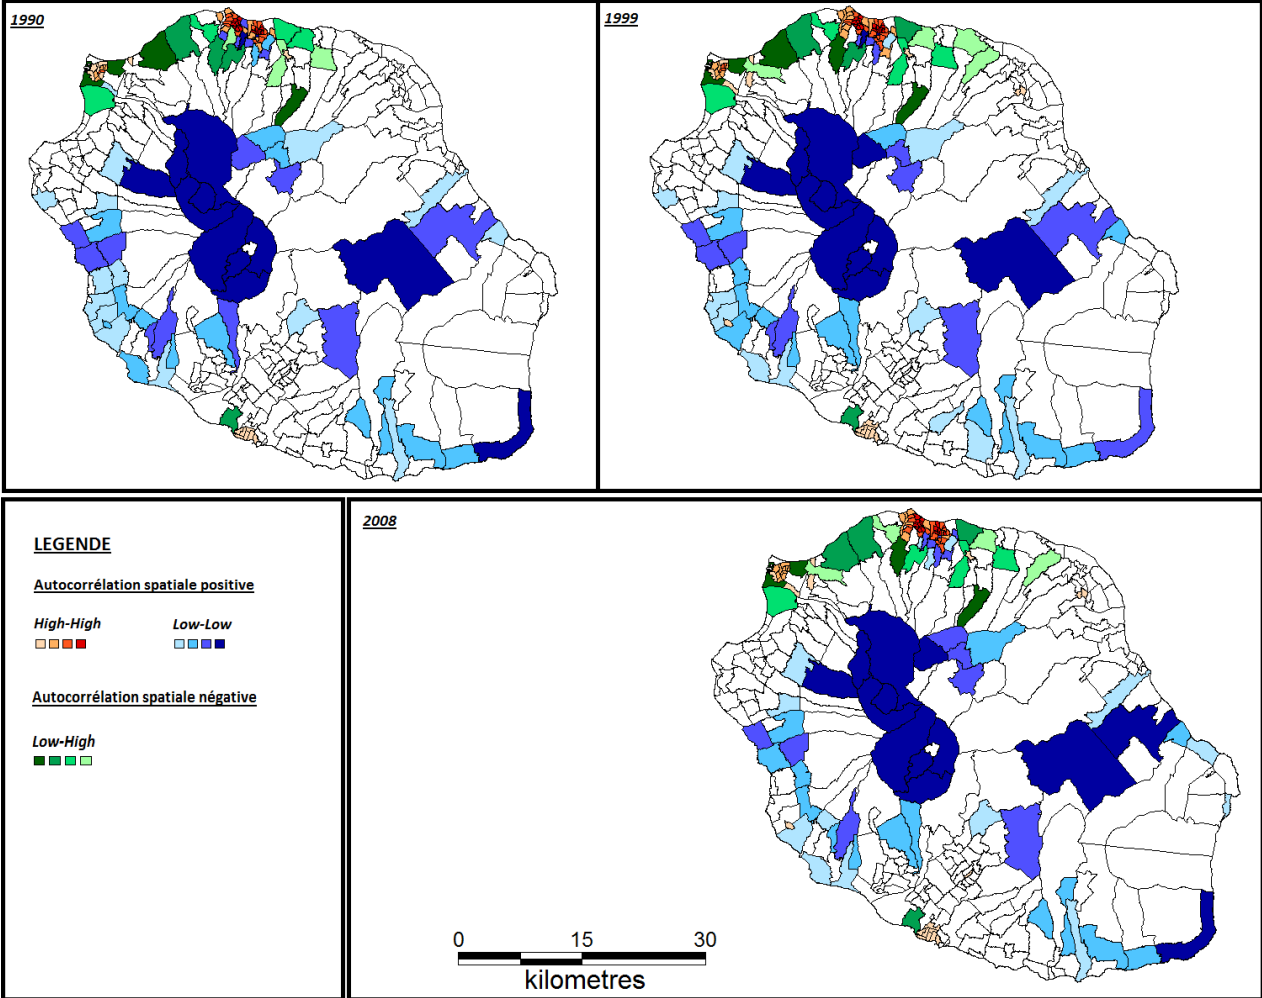 1990
1999
LEGENDE
Autocorrélation spatiale positive
High-High Low-Low
Autocorrélation spatiale négative
Low-High
2008
0 15 30
kilometres